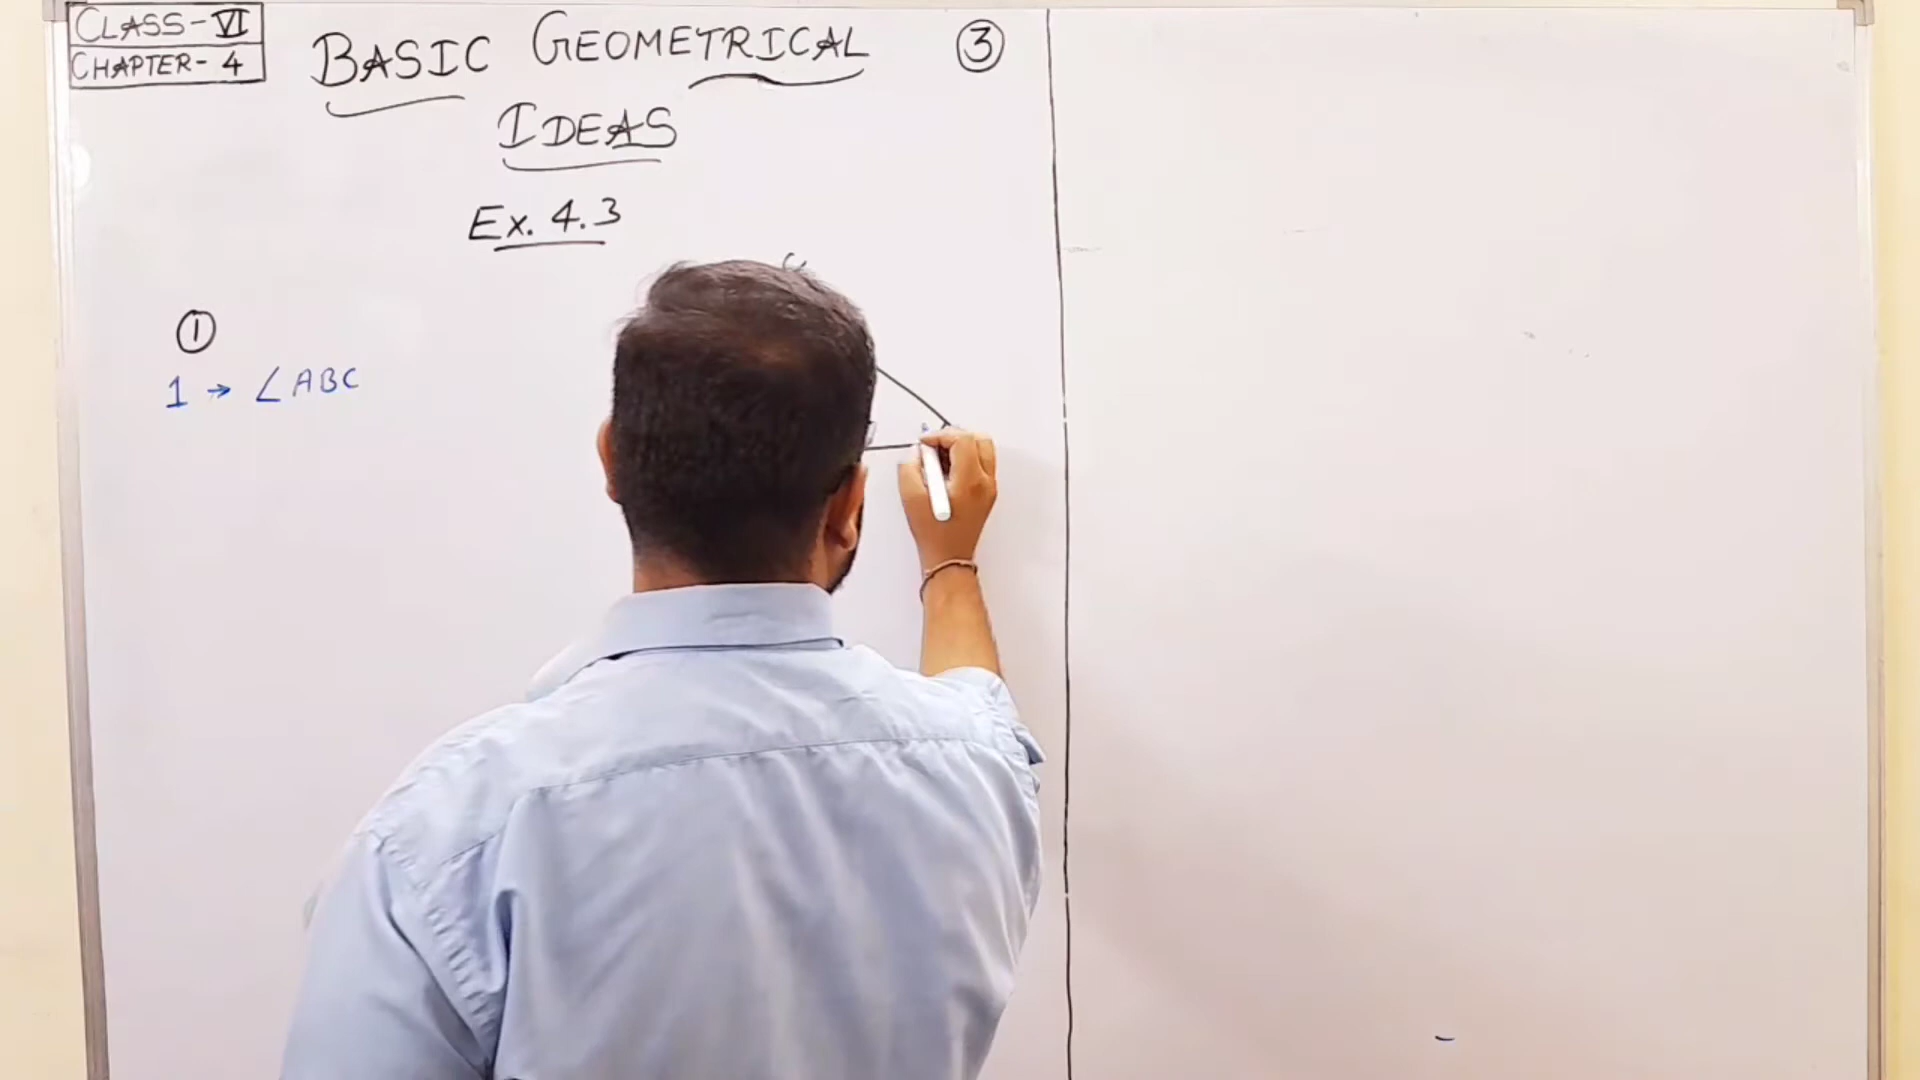 CLASS-VI
CHAPTER-4
BASIC GEOMETRICAL
IDEAS
③
Ex. 4.3
①
1 → ∠ABC